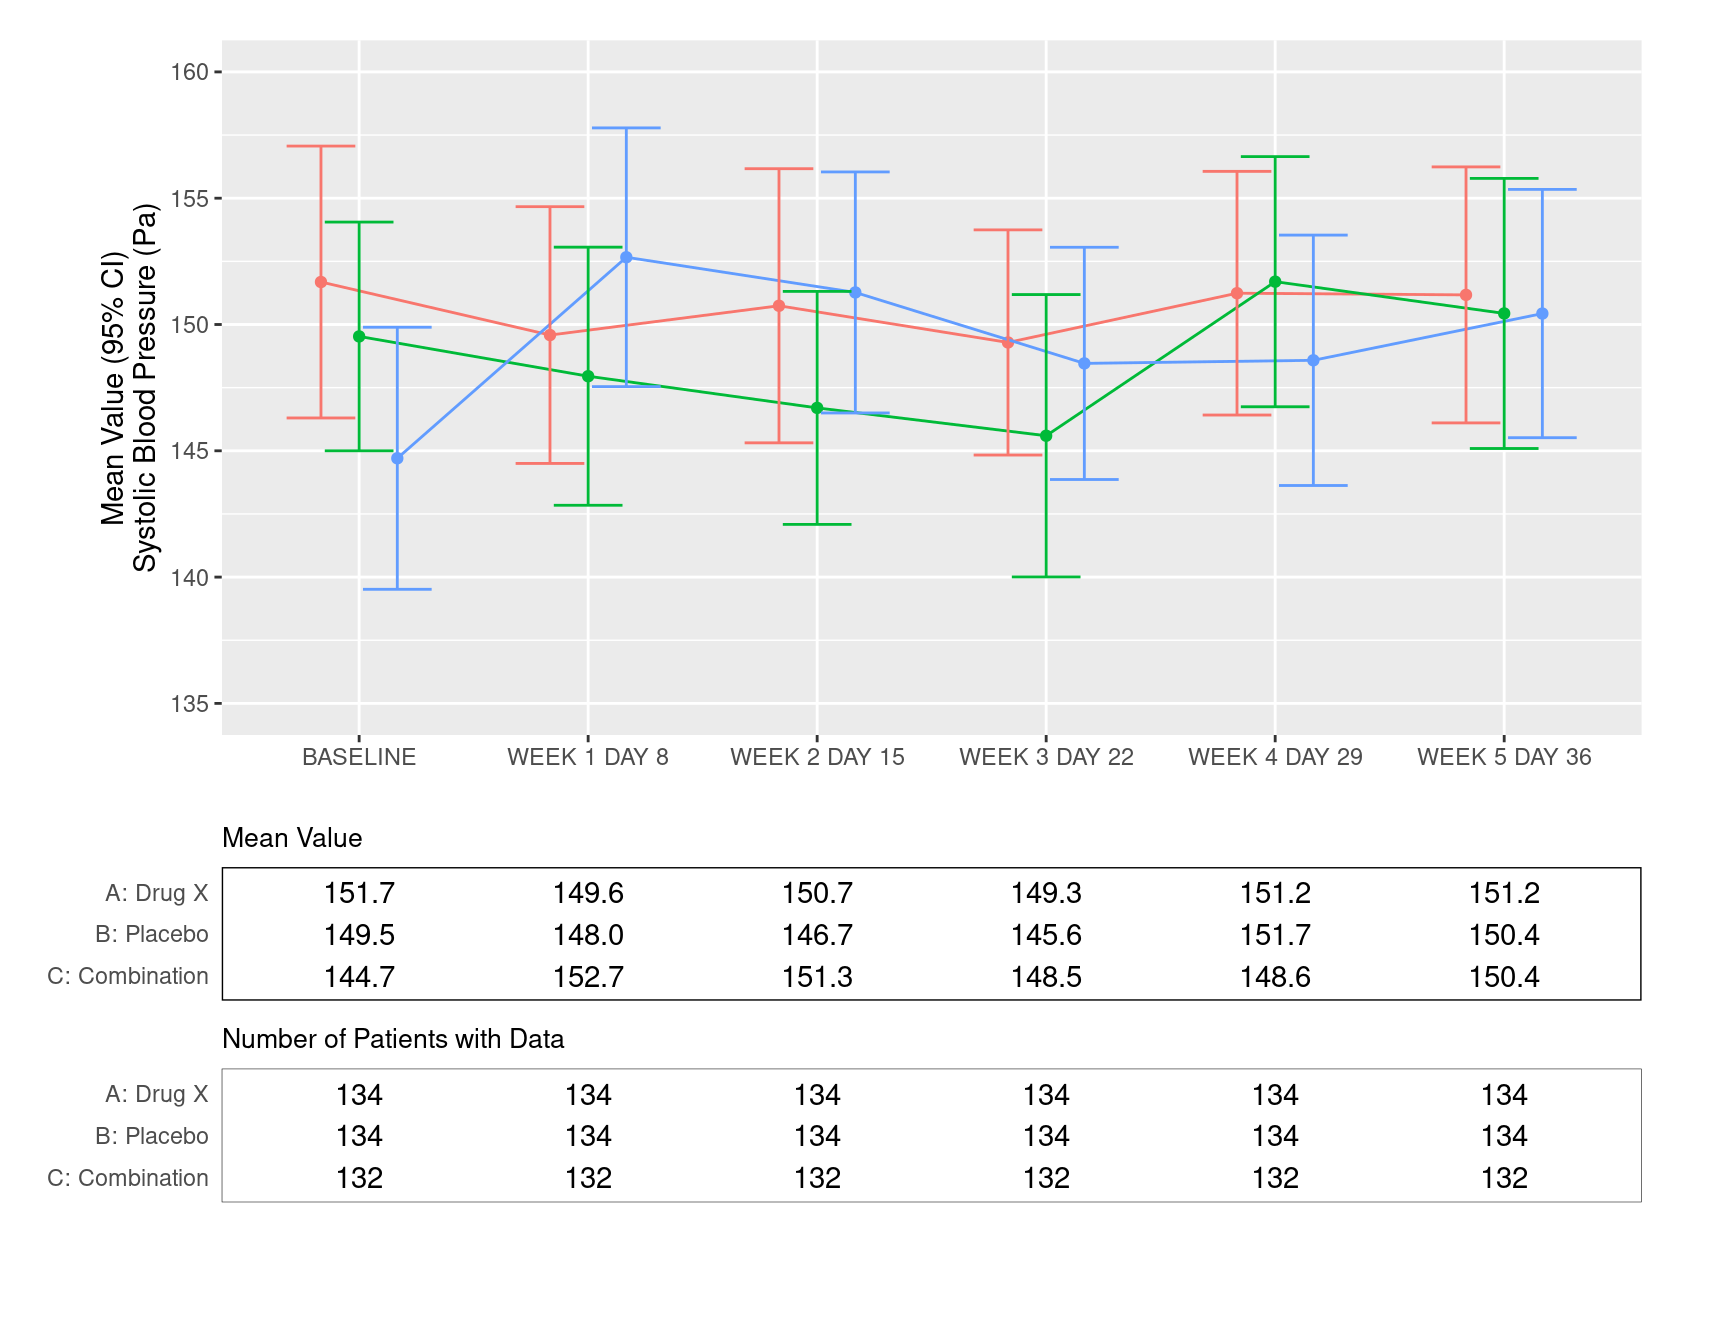 Mean Value (95% CI)
Systolic Blood Pressure (Pa)
160
155
150
145
140
135
BASELINE WEEK 1 DAY 8 WEEK 2 DAY 15 WEEK 3 DAY 22 WEEK 4 DAY 29 WEEK 5 DAY 36
Mean Value
A: Drug X 151.7 149.6 150.7 149.3 151.2 151.2
B: Placebo 149.5 148.0 146.7 145.6 151.7 150.4
C: Combination 144.7 152.7 151.3 148.5 148.6 150.4
Number of Patients with Data
A: Drug X 134 134 134 134 134 134
B: Placebo 134 134 134 134 134 134
C: Combination 132 132 132 132 132 132